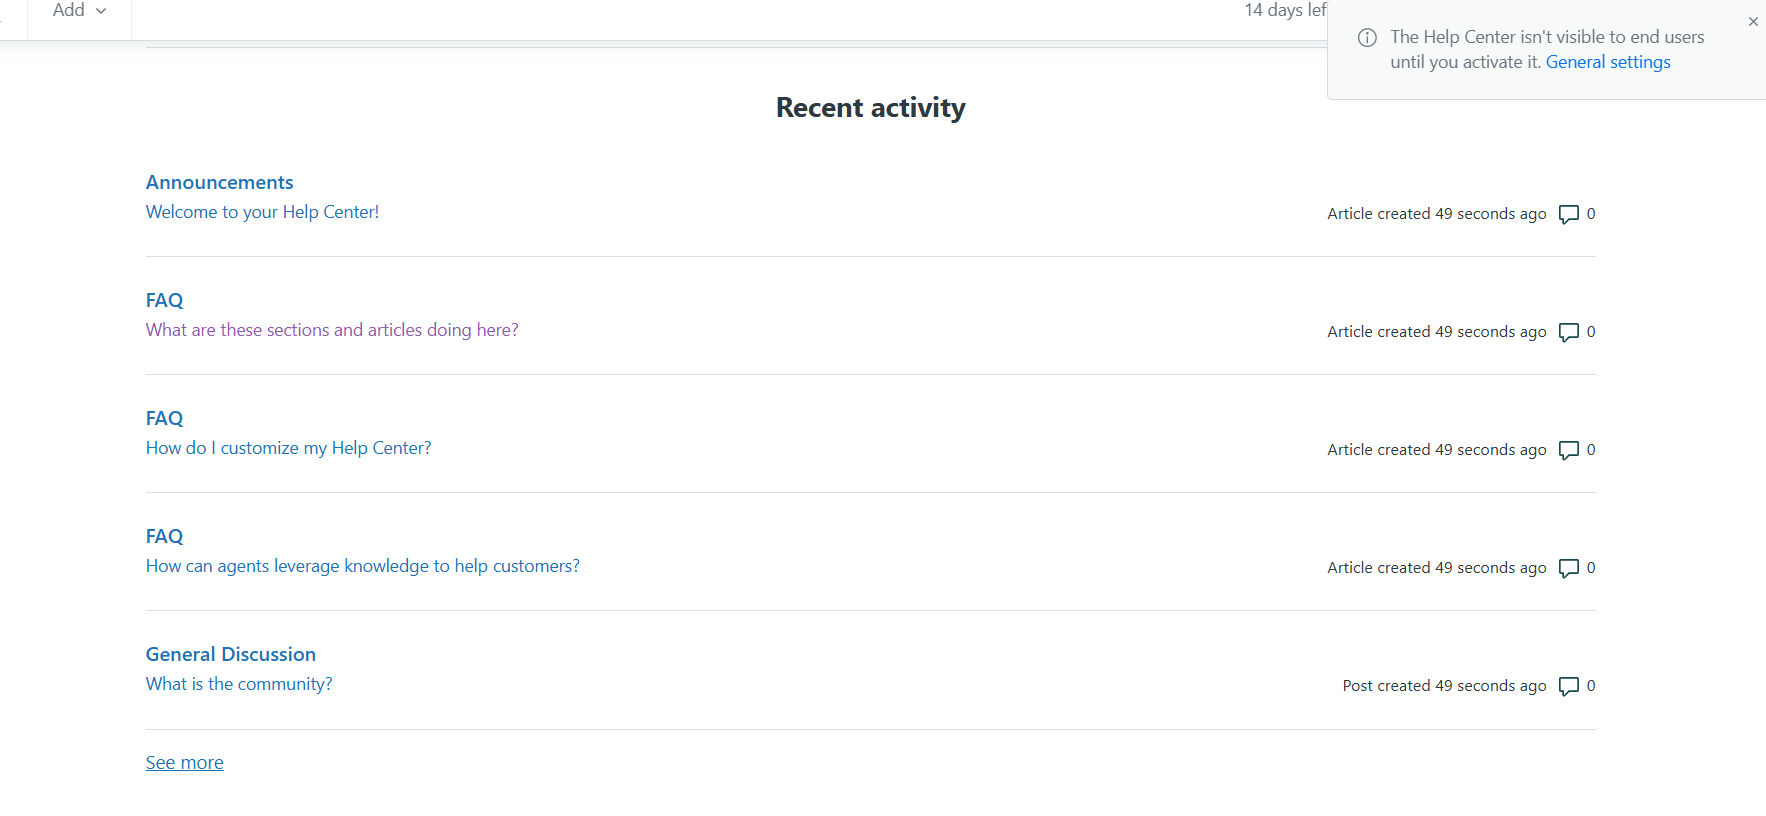 Add
14 days lef
The Help Center isn't visible to end users
until you activate it. General settings
Recent activity
Announcements
Welcome to your Help Center!
Article created 49 seconds ago 0
FAQ
What are these sections and articles doing here?
Article created 49 seconds ago 0
FAQ
How do I customize my Help Center?
Article created 49 seconds ago 0
FAQ
How can agents leverage knowledge to help customers?
Article created 49 seconds ago 0
General Discussion
What is the community?
Post created 49 seconds ago 0
See more